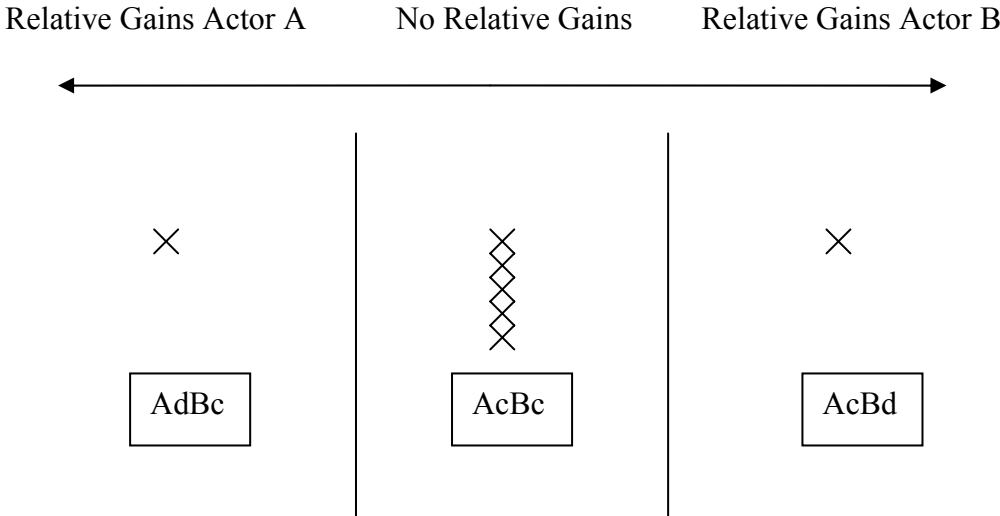 Relative Gains Actor A No Relative Gains Relative Gains Actor B
AdBc AcBc AcBd